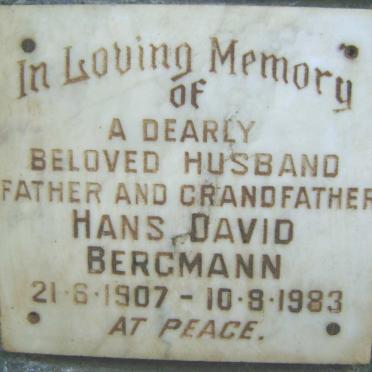 In Loving Memory
of
A DEARLY
BELOVED HUSBAND
FATHER AND GRANDFATHER
HANS DAVID
BERGMANN
21·6·1907 - 10·8·1983
AT PEACE.